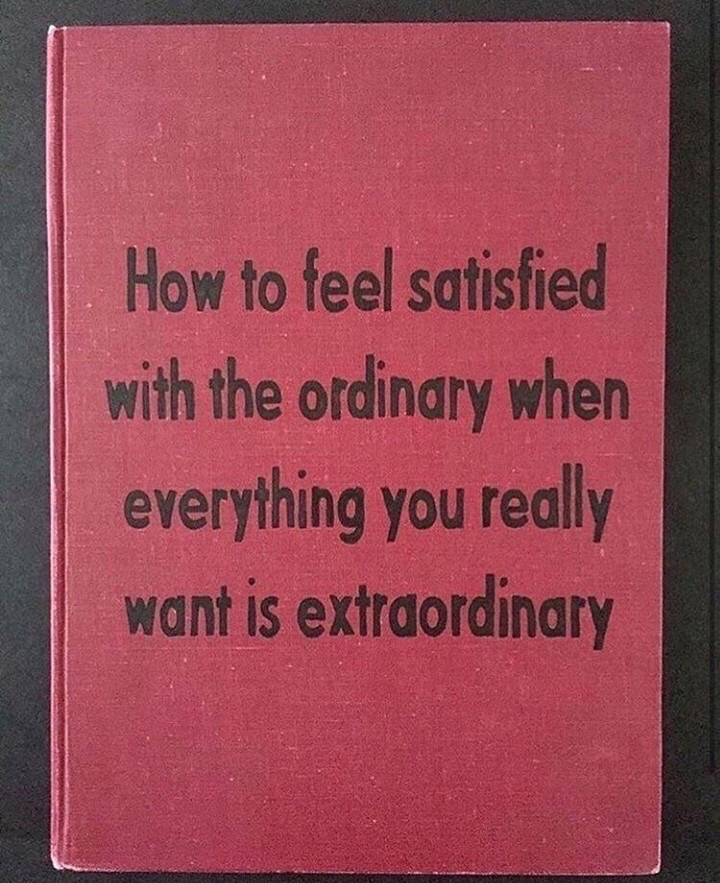 How to feel satisfied
with the ordinary when
everything you really
want is extraordinary